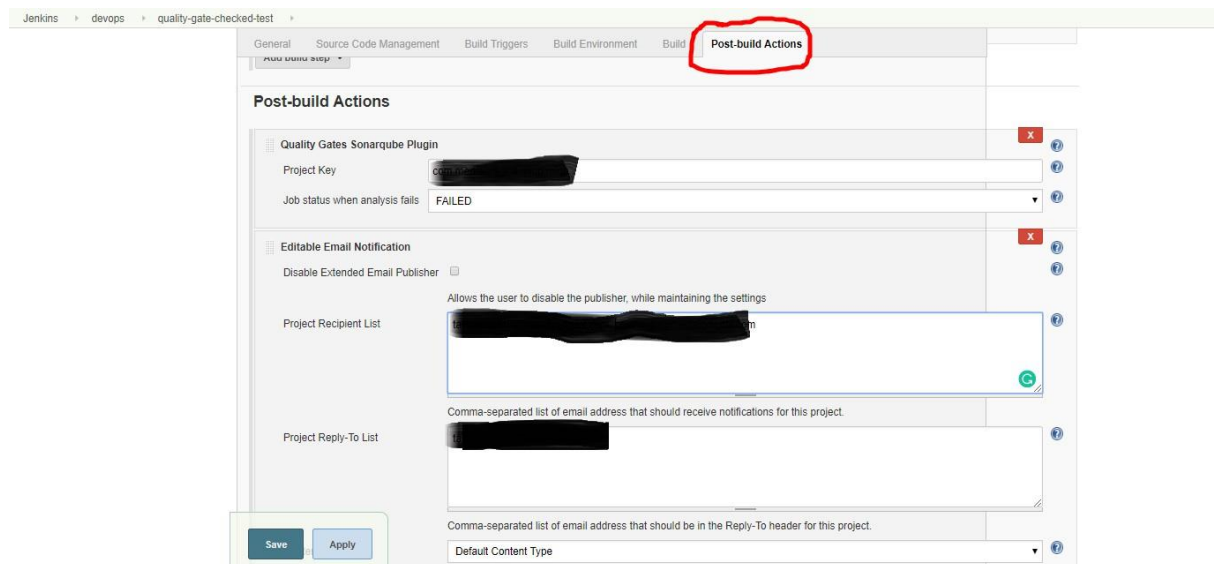 Jenkins devops quality-gate-checked-test
General Source Code Management Build Triggers Build Environment Build Post-build Actions
Add build step
Post-build Actions
X
Quality Gates Sonarqube Plugin
Project Key
Job status when analysis fails FAILED
X
Editable Email Notification
Disable Extended Email Publisher
Allows the user to disable the publisher, while maintaining the settings
Project Recipient List
Comma-separated list of email address that should receive notifications for this project.
Project Reply-To List
Comma-separated list of email address that should be in the Reply-To header for this project.
Save Apply Default Content Type